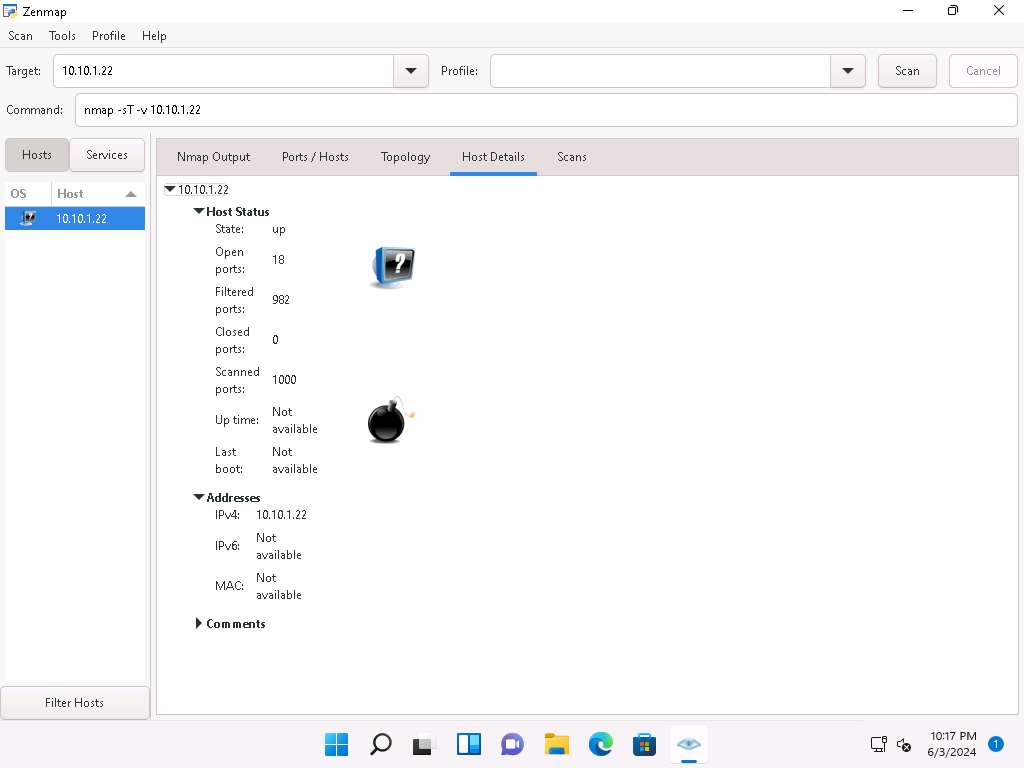 Zenmap
Scan Tools Profile Help
Target: 10.10.1.22 Profile: Scan Cancel
Command: nmap -sT -v 10.10.1.22
Hosts Services
Nmap Output Ports / Hosts Topology Host Details Scans
OS Host
10.10.1.22
10.10.1.22
Host Status
State: up
Open
ports: 18
Filtered
ports: 982
Closed
ports: 0
Scanned
ports: 1000
Up time: Not
available
Last
boot: Not
available
Addresses
IPv4: 10.10.1.22
IPv6: Not
available
MAC: Not
available
Comments
Filter Hosts
10:17 PM
6/3/2024
1